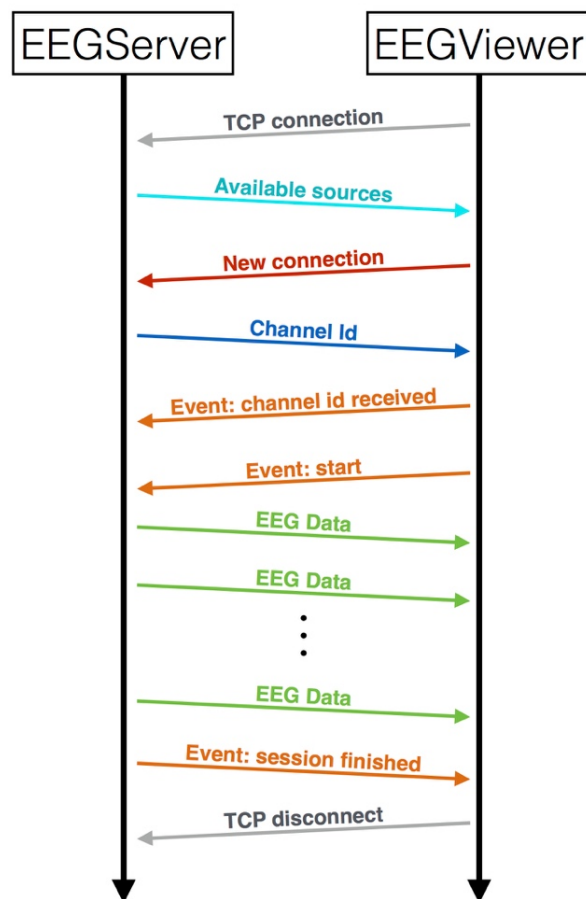 EEGServer
EEGViewer
TCP connection
Available sources
New connection
Channel Id
Event: channel id received
Event: start
EEG Data
EEG Data
EEG Data
Event: session finished
TCP disconnect